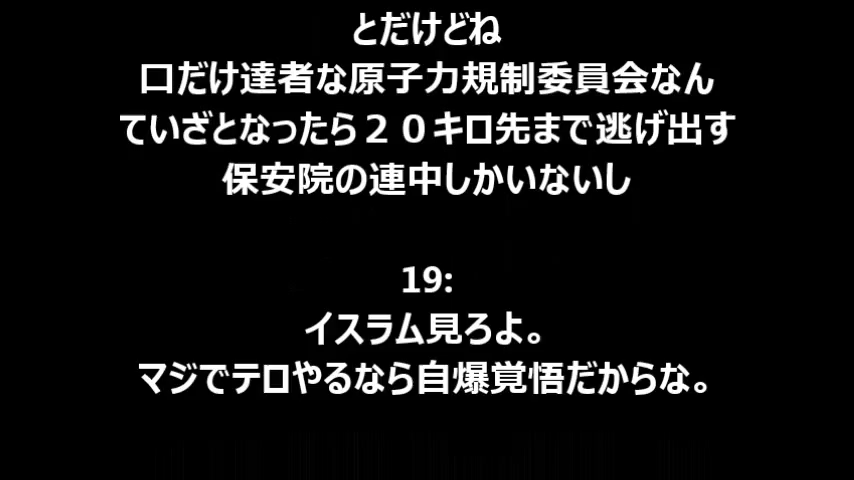 とだけどね
口だけ達者な原子力規制委員会なん
ていざとなったら２０キロ先まで逃げ出す
保安院の連中しかいないし
19:
イスラム見ろよ。
マジでテロやるなら自爆覚悟だからな。